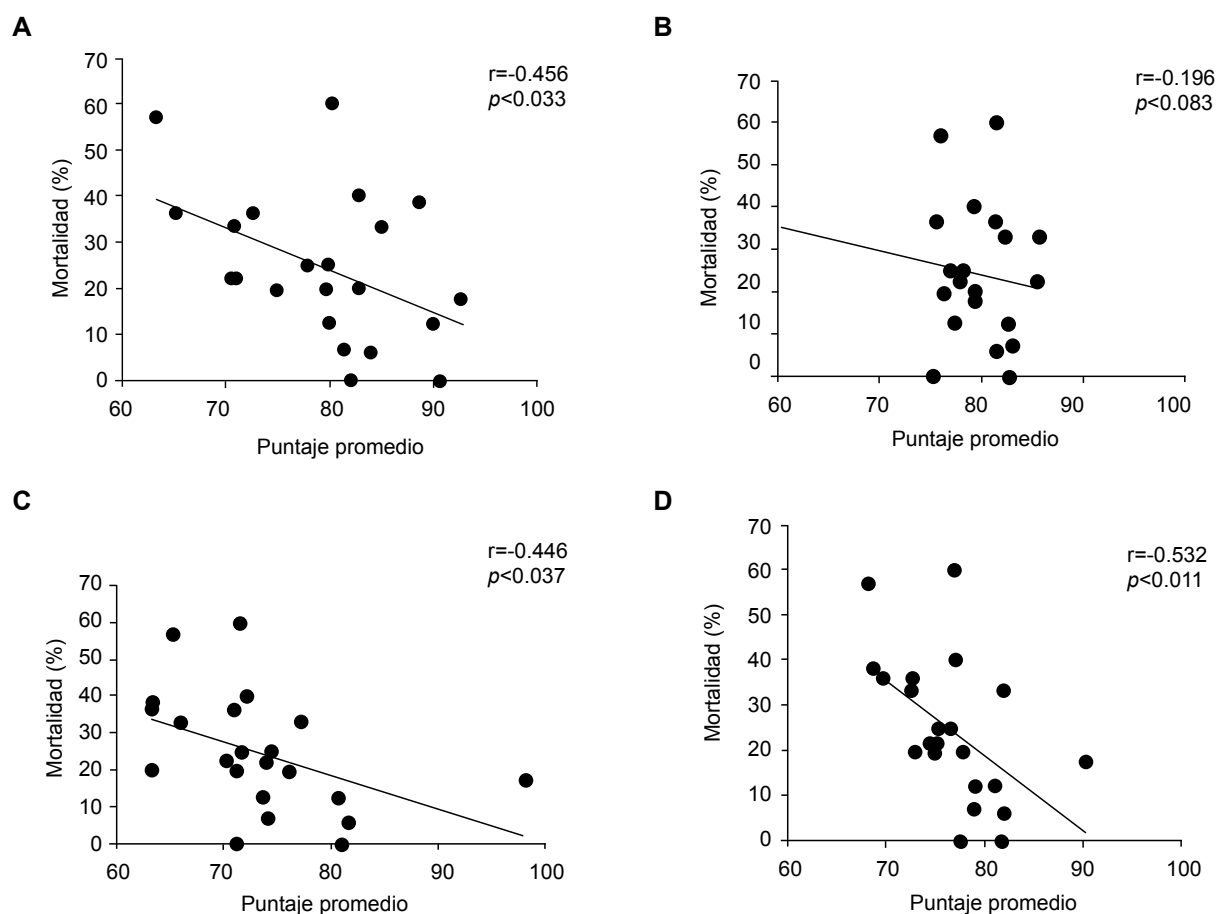 A
r=-0.456
p<0.033
Mortalidad (%)
70
60
50
40
30
20
10
0
60 70 80 90 100
Puntaje promedio
B
r=-0.196
p<0.083
Mortalidad (%)
70
60
50
40
30
20
10
0
60 70 80 90 100
Puntaje promedio
C
r=-0.446
p<0.037
Mortalidad (%)
70
60
50
40
30
20
10
0
60 70 80 90 100
Puntaje promedio
D
r=-0.532
p<0.011
Mortalidad (%)
70
60
50
40
30
20
10
0
60 70 80 90 100
Puntaje promedio